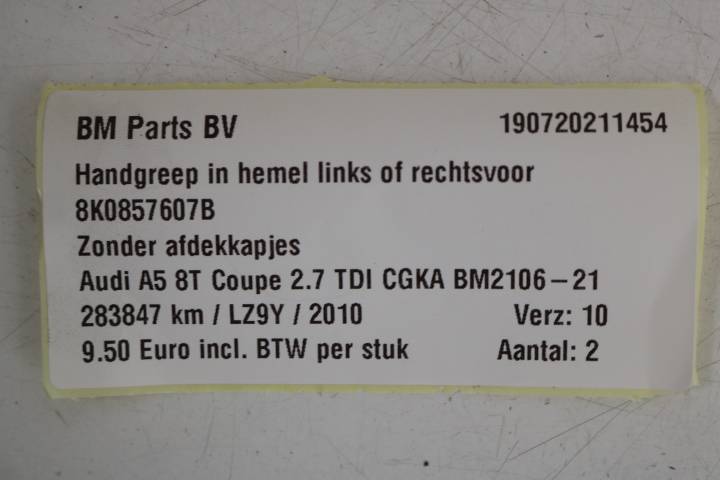 BM Parts BV 190720211454
Handgreep in hemel links of rechtsvoor
8K0857607B
Zonder afdekkapjes
Audi A5 8T Coupe 2.7 TDI CGKA BM2106-21
283847 km / LZ9Y / 2010 Verz: 10
9.50 Euro incl. BTW per stuk Aantal: 2